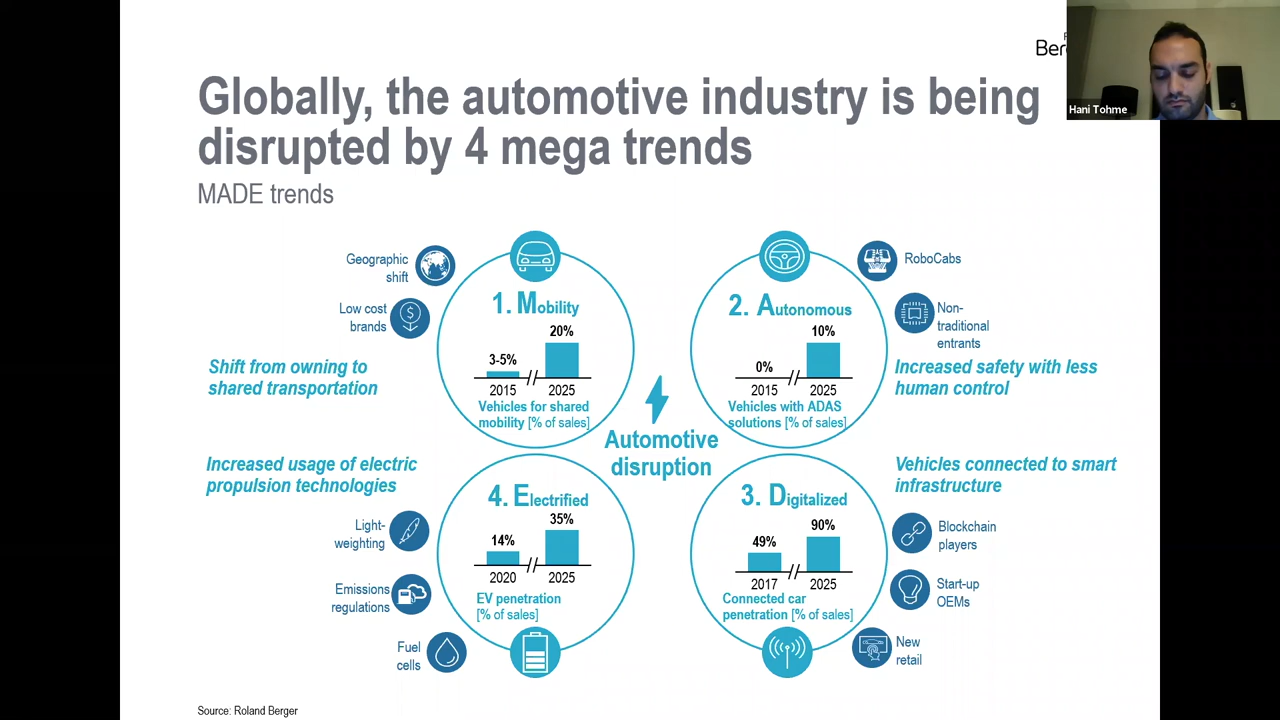 Globally, the automotive industry is being
disrupted by 4 mega trends
MADE trends
Hani Tohme
Geographic
shift
Low cost
brands
Shift from owning to
shared transportation
1. Mobility
20%
3-5%
2015
2025
Vehicles for shared
mobility [% of sales]
2. Autonomous
10%
0%
2015
2025
Vehicles with ADAS
solutions [% of sales]
RoboCabs
Non-
traditional
entrants
Increased safety with less
human control
Automotive
disruption
Increased usage of electric
propulsion technologies
Light-
weighting
Emissions
regulations
Fuel
cells
4. Electrified
35%
14%
2020
2025
EV penetration
[% of sales]
3. Digitalized
90%
49%
2017
2025
Connected car
penetration [% of sales]
Vehicles connected to smart
infrastructure
Blockchain
players
Start-up
OEMs
New
retail
Source: Roland Berger